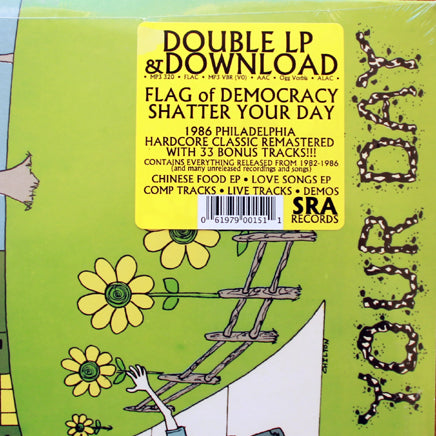 DOUBLE LP
&DOWNLOAD
• MP3 320 • FLAC • MP3 VBR (V0) • AAC • Ogg Vorbis • ALAC •
FLAG of DEMOCRACY
SHATTER YOUR DAY
1986 PHILADELPHIA
HARDCORE CLASSIC REMASTERED
WITH 33 BONUS TRACKS!!!
CONTAINS EVERYTHING RELEASED FROM 1982-1986
(and many unreleased recordings and songs)
CHINESE FOOD EP • LOVE SONGS EP
COMP TRACKS • LIVE TRACKS • DEMOS
0 61979 00151 1
SRA
RECORDS
YOUR DAY
CHILTON